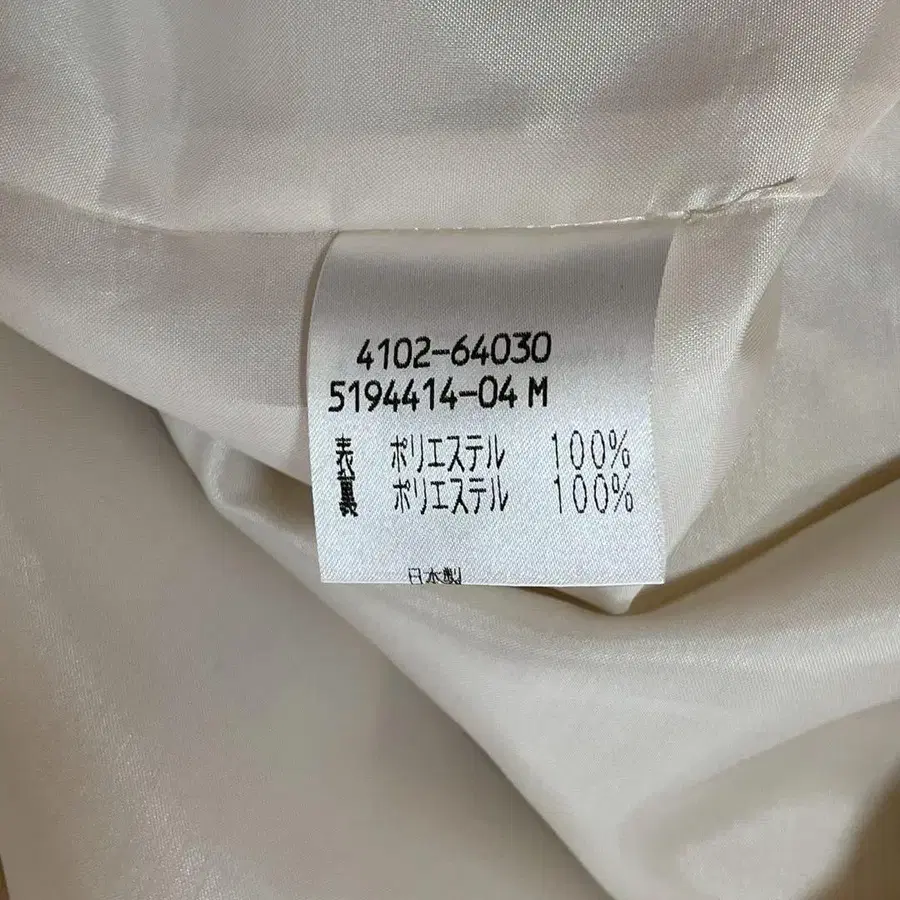 4102-64030
5194414-04 M
表 ポリエステル 100%
裏 ポリエステル 100%
日本製